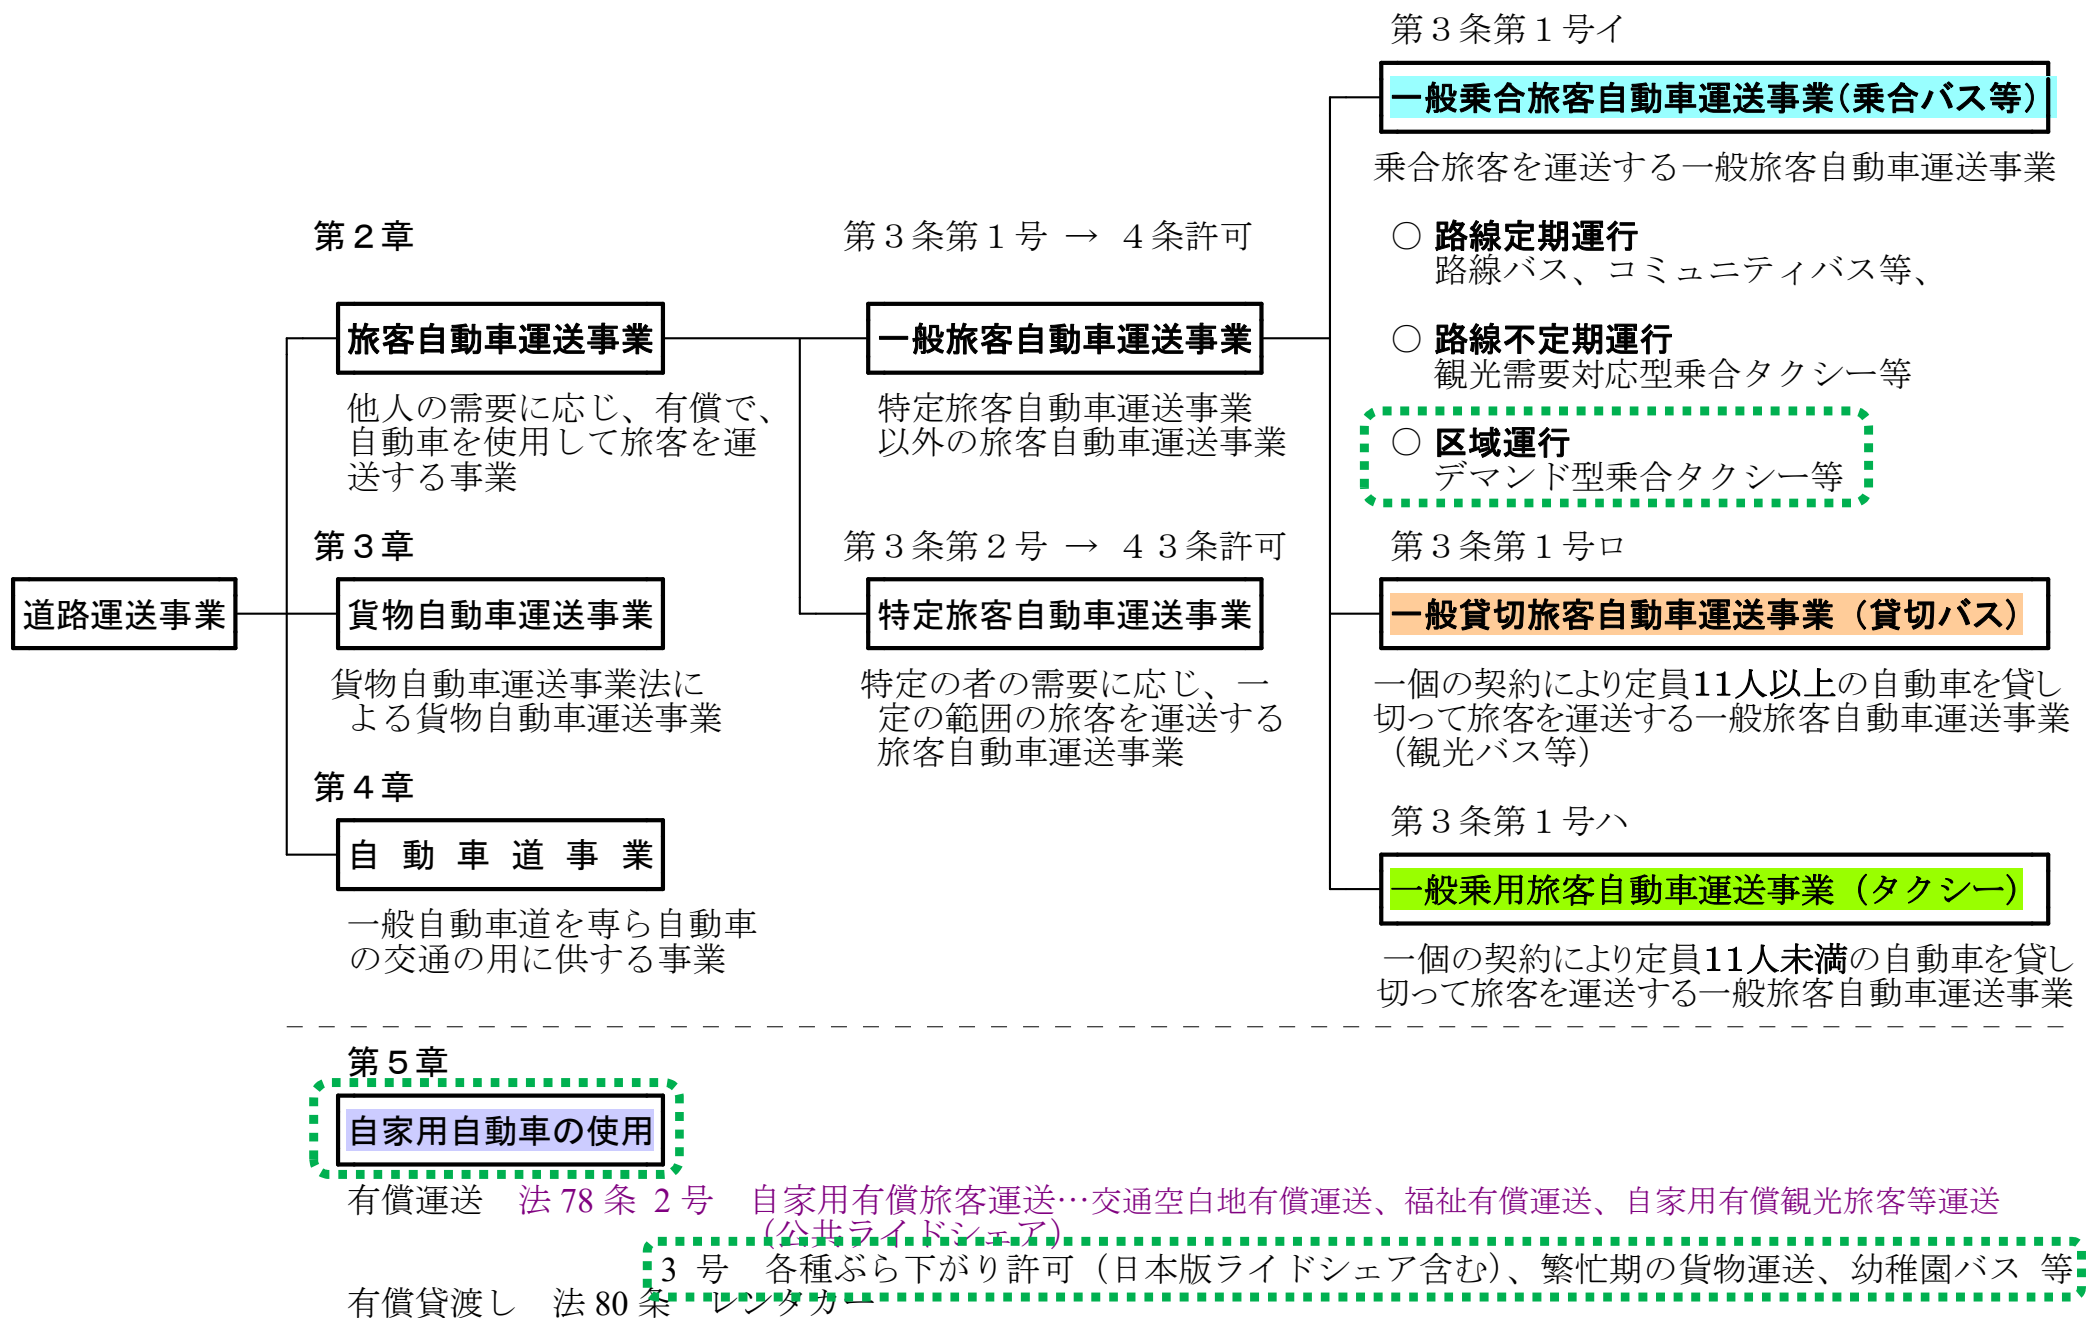 第３条第１号イ
一般乗合旅客自動車運送事業（乗合バス等）
乗合旅客を運送する一般旅客自動車運送事業
第２章
第３条第１号 → ４条許可
○ 路線定期運行
路線バス、コミュニティバス等、
旅客自動車運送事業
一般旅客自動車運送事業
○ 路線不定期運行
観光需要対応型乗合タクシー等
他人の需要に応じ、有償で、
自動車を使用して旅客を運
送する事業
特定旅客自動車運送事業
以外の旅客自動車運送事業
○ 区域運行
デマンド型乗合タクシー等
第３章
第３条第２号 → ４３条許可
第３条第１号ロ
道路運送事業
貨物自動車運送事業
特定旅客自動車運送事業
一般貸切旅客自動車運送事業（貸切バス）
貨物自動車運送事業法に
よる貨物自動車運送事業
特定の者の需要に応じ、一
定の範囲の旅客を運送する
旅客自動車運送事業
一個の契約により定員11人以上の自動車を貸し
切って旅客を運送する一般旅客自動車運送事業
（観光バス等）
第４章
第３条第１号ハ
自動車道事業
一般乗用旅客自動車運送事業（タクシー）
一般自動車道を専ら自動車
の交通の用に供する事業
一個の契約により定員11人未満の自動車を貸し
切って旅客を運送する一般旅客自動車運送事業
第５章
自家用自動車の使用
有償運送　法 78 条 2 号　自家用有償旅客運送…交通空白地有償運送、福祉有償運送、自家用有償観光旅客等運送
（公共ライドシェア）
3 号　各種ぶら下がり許可（日本版ライドシェア含む）、繁忙期の貨物運送、幼稚園バス 等
有償貸渡し　法 80 条　レンタカー